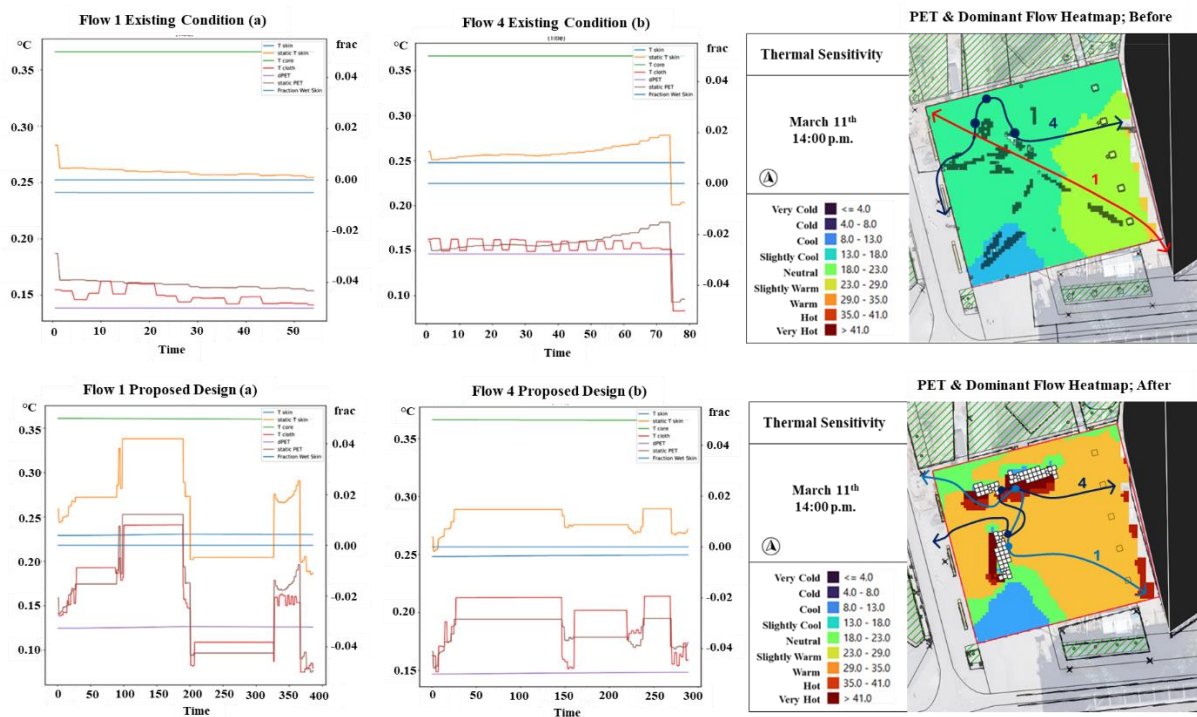 Flow 1 Existing Condition (a)
(Title)
°C
frac
T skin
static T skin
T core
T cloth
dPET
static PET
Fraction Wet Skin
0.35
0.30
0.25
0.20
0.15
0.04
0.02
0.00
-0.02
-0.04
0
10
20
30
40
50
Time
Flow 4 Existing Condition (b)
(Title)
°C
frac
T skin
static T skin
T core
T cloth
dPET
static PET
Fraction Wet Skin
0.35
0.30
0.25
0.20
0.15
0.10
0.04
0.02
0.00
-0.02
-0.04
0
10
20
30
40
50
60
70
80
Time
PET & Dominant Flow Heatmap; Before
Thermal Sensitivity
March 11th
14:00 p.m.
Very Cold <= 4.0
Cold 4.0 - 8.0
Cool 8.0 - 13.0
Slightly Cool 13.0 - 18.0
Neutral 18.0 - 23.0
Slightly Warm 23.0 - 29.0
Warm 29.0 - 35.0
Hot 35.0 - 41.0
Very Hot > 41.0
4
1
Flow 1 Proposed Design (a)
°C
frac
T skin
static T skin
T core
T cloth
dPET
static PET
Fraction Wet Skin
0.35
0.30
0.25
0.20
0.15
0.10
0.04
0.02
0.00
-0.02
-0.04
0
50
100
150
200
250
300
350
400
Time
Flow 4 Proposed Design (b)
°C
frac
T skin
static T skin
T core
T cloth
dPET
static PET
Fraction Wet Skin
0.35
0.30
0.25
0.20
0.15
0.04
0.02
0.00
-0.02
-0.04
0
50
100
150
200
250
300
Time
PET & Dominant Flow Heatmap; After
Thermal Sensitivity
March 11th
14:00 p.m.
Very Cold <= 4.0
Cold 4.0 - 8.0
Cool 8.0 - 13.0
Slightly Cool 13.0 - 18.0
Neutral 18.0 - 23.0
Slightly Warm 23.0 - 29.0
Warm 29.0 - 35.0
Hot 35.0 - 41.0
Very Hot > 41.0
4
1